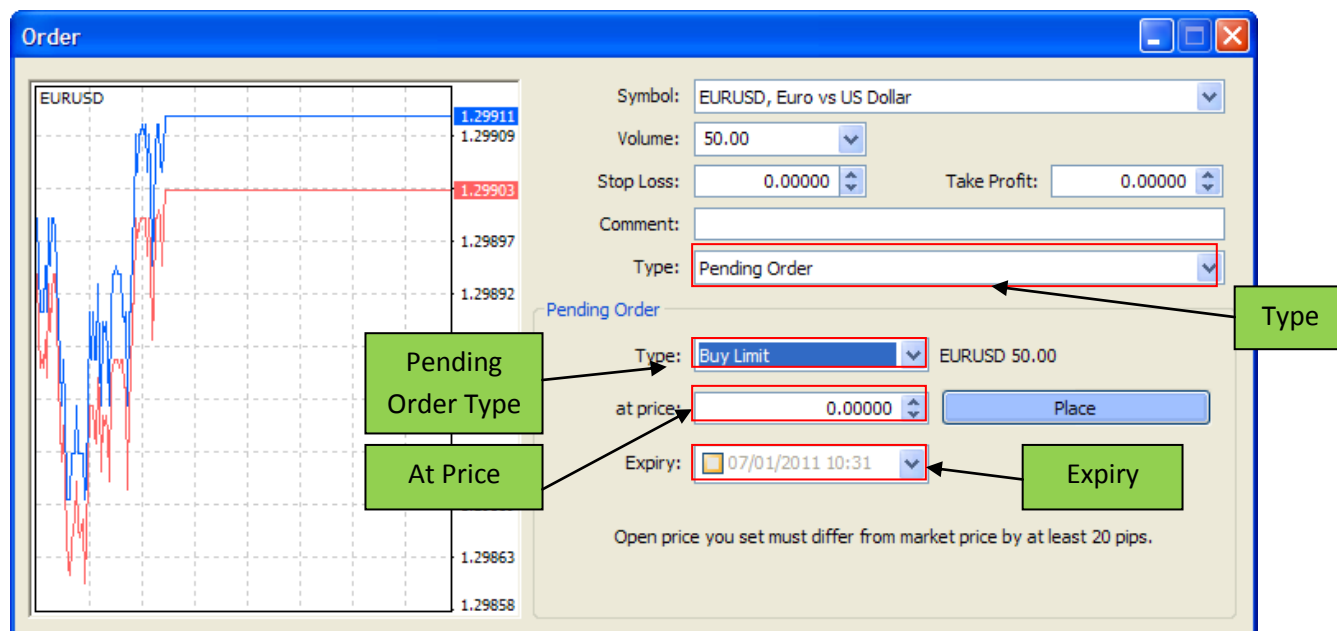 Order
EURUSD
1.29911
1.29909
1.29903
1.29897
1.29892
1.29863
1.29858
Symbol: EURUSD, Euro vs US Dollar
Volume: 50.00
Stop Loss: 0.00000 Take Profit: 0.00000
Comment:
Type: Pending Order
Type
Pending Order
Pending
Order Type
Type: Buy Limit EURUSD 50.00
at price: 0.00000 Place
At Price
Expiry: 07/01/2011 10:31
Expiry
Open price you set must differ from market price by at least 20 pips.